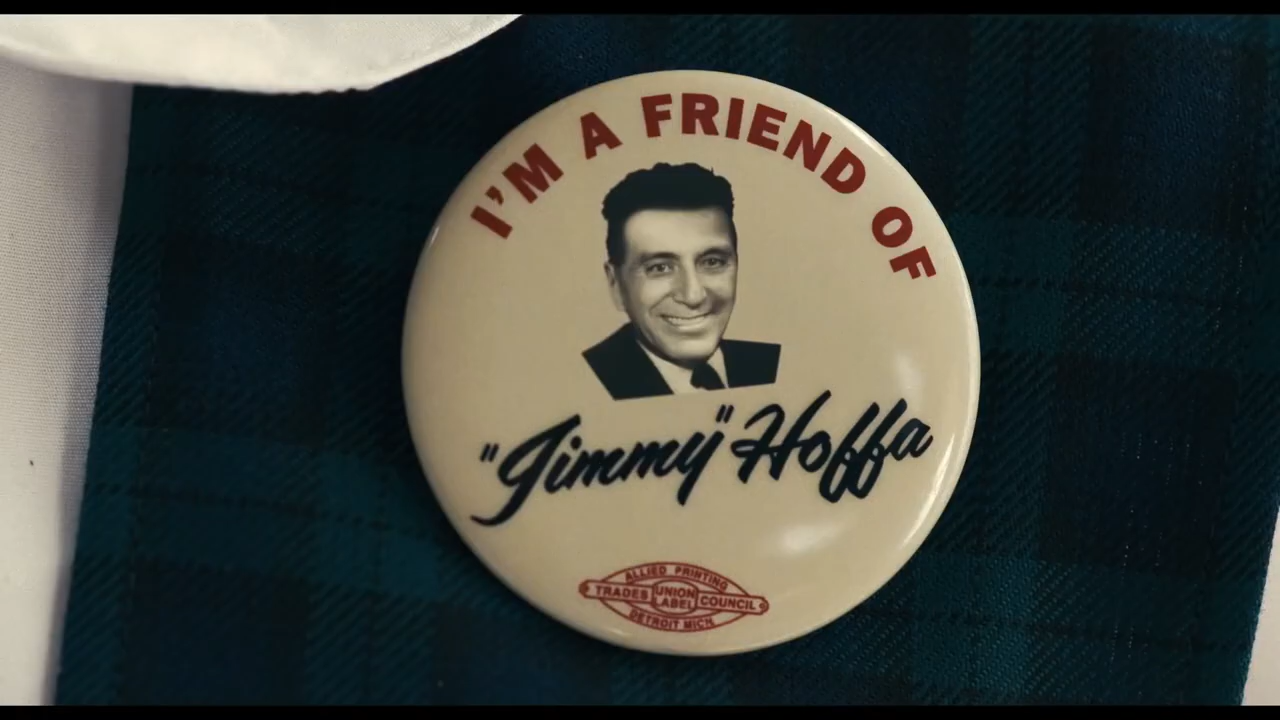 I'M A FRIEND OF
"Jimmy" Hoffa
ALLIED PRINTING
TRADES UNION LABEL COUNCIL
DETROIT MICH.